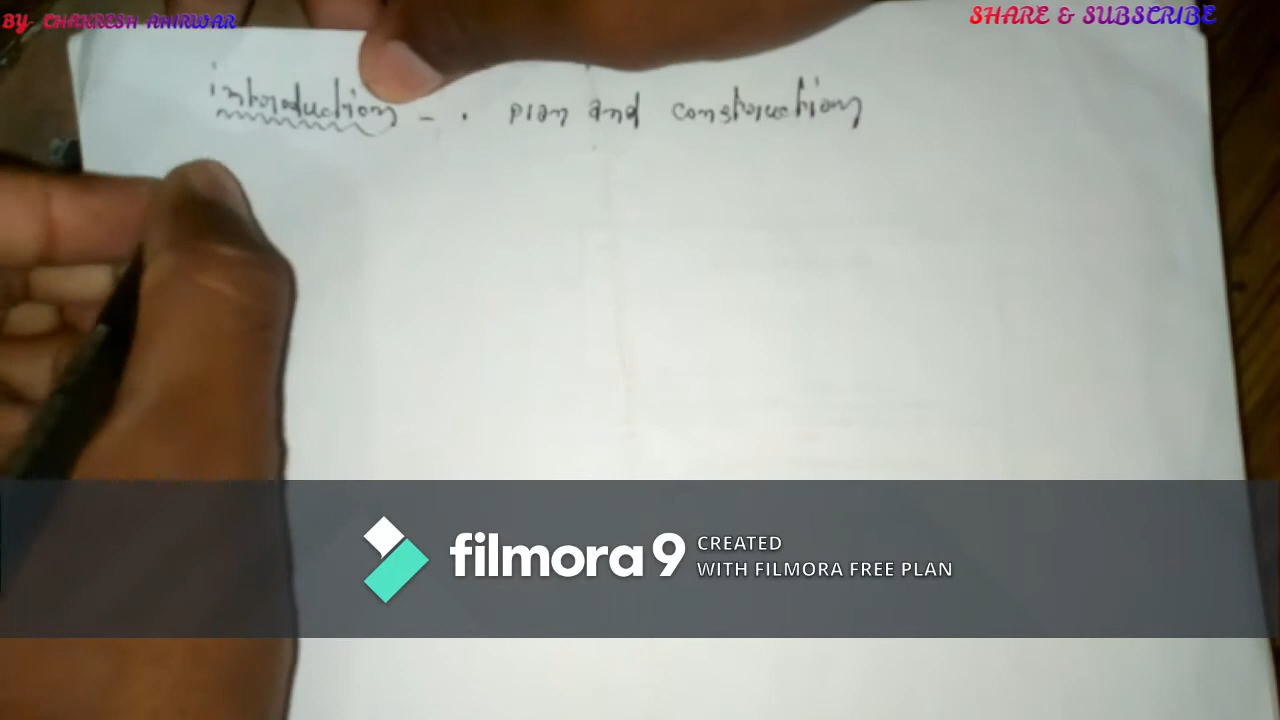 BY- CHAKRESH AHIRWAR
SHARE & SUBSCRIBE
introduction - . plan and construction
filmora 9 CREATED
WITH FILMORA FREE PLAN